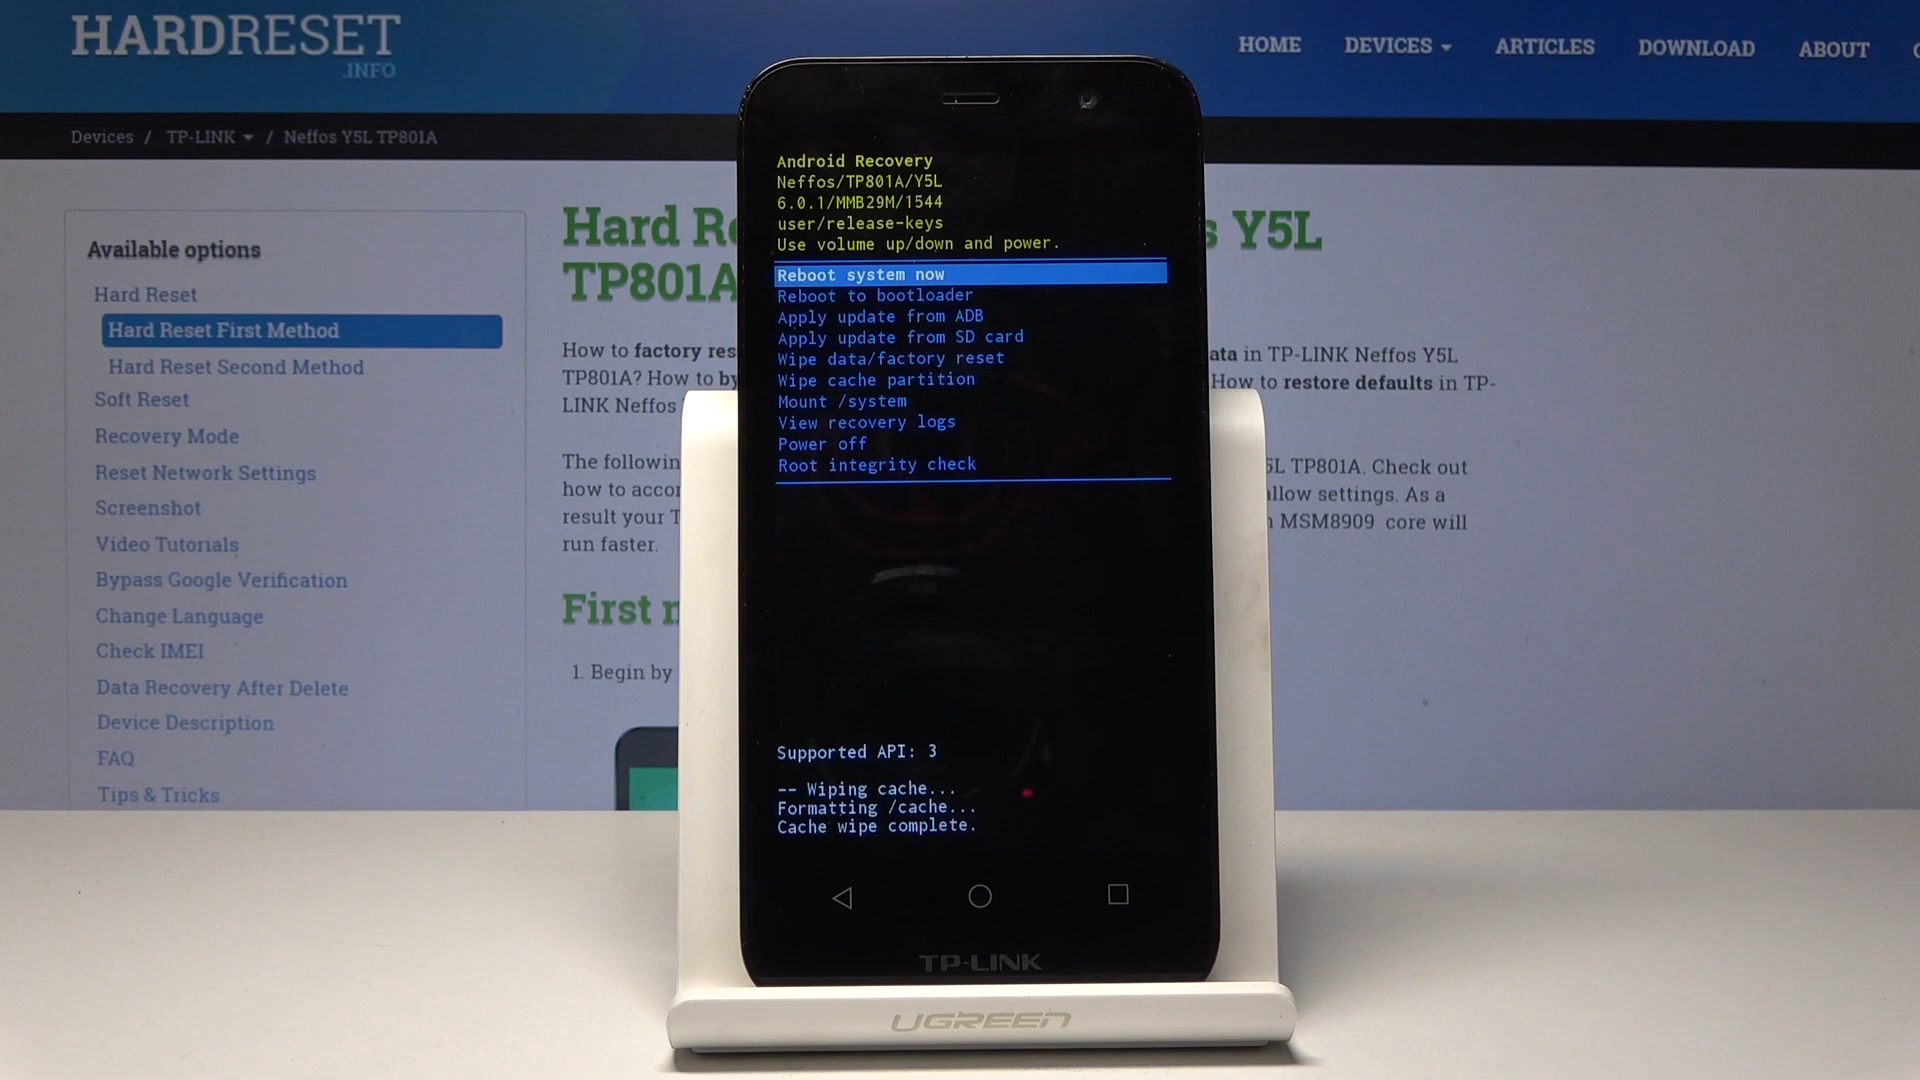 HARDRESET
.INFO
HOME DEVICES ARTICLES DOWNLOAD ABOUT
Devices / TP-LINK / Neffos Y5L TP801A
Available options
Hard Reset
Hard Reset First Method
Hard Reset Second Method
Soft Reset
Recovery Mode
Reset Network Settings
Screenshot
Video Tutorials
Bypass Google Verification
Change Language
Check IMEI
Data Recovery After Delete
Device Description
FAQ
Tips & Tricks
Hard Y5L
TP801A
How to factory in TP-LINK Neffos Y5L
TP801A? How to How to restore defaults in TP-
LINK Neffos
The TP801A. Check out
how to settings. As a
result your MSM8909 core will
run faster.
First
1. Begin by
Android Recovery
Neffos/TP801A/Y5L
6.0.1/MMB29M/1544
user/release-keys
Use volume up/down and power.
Reboot system now
Reboot to bootloader
Apply update from ADB
Apply update from SD card
Wipe data/factory reset
Wipe cache partition
Mount /system
View recovery logs
Power off
Root integrity check
Supported API: 3
-- Wiping cache...
Formatting /cache...
Cache wipe complete.
TP-LINK
UGREEN